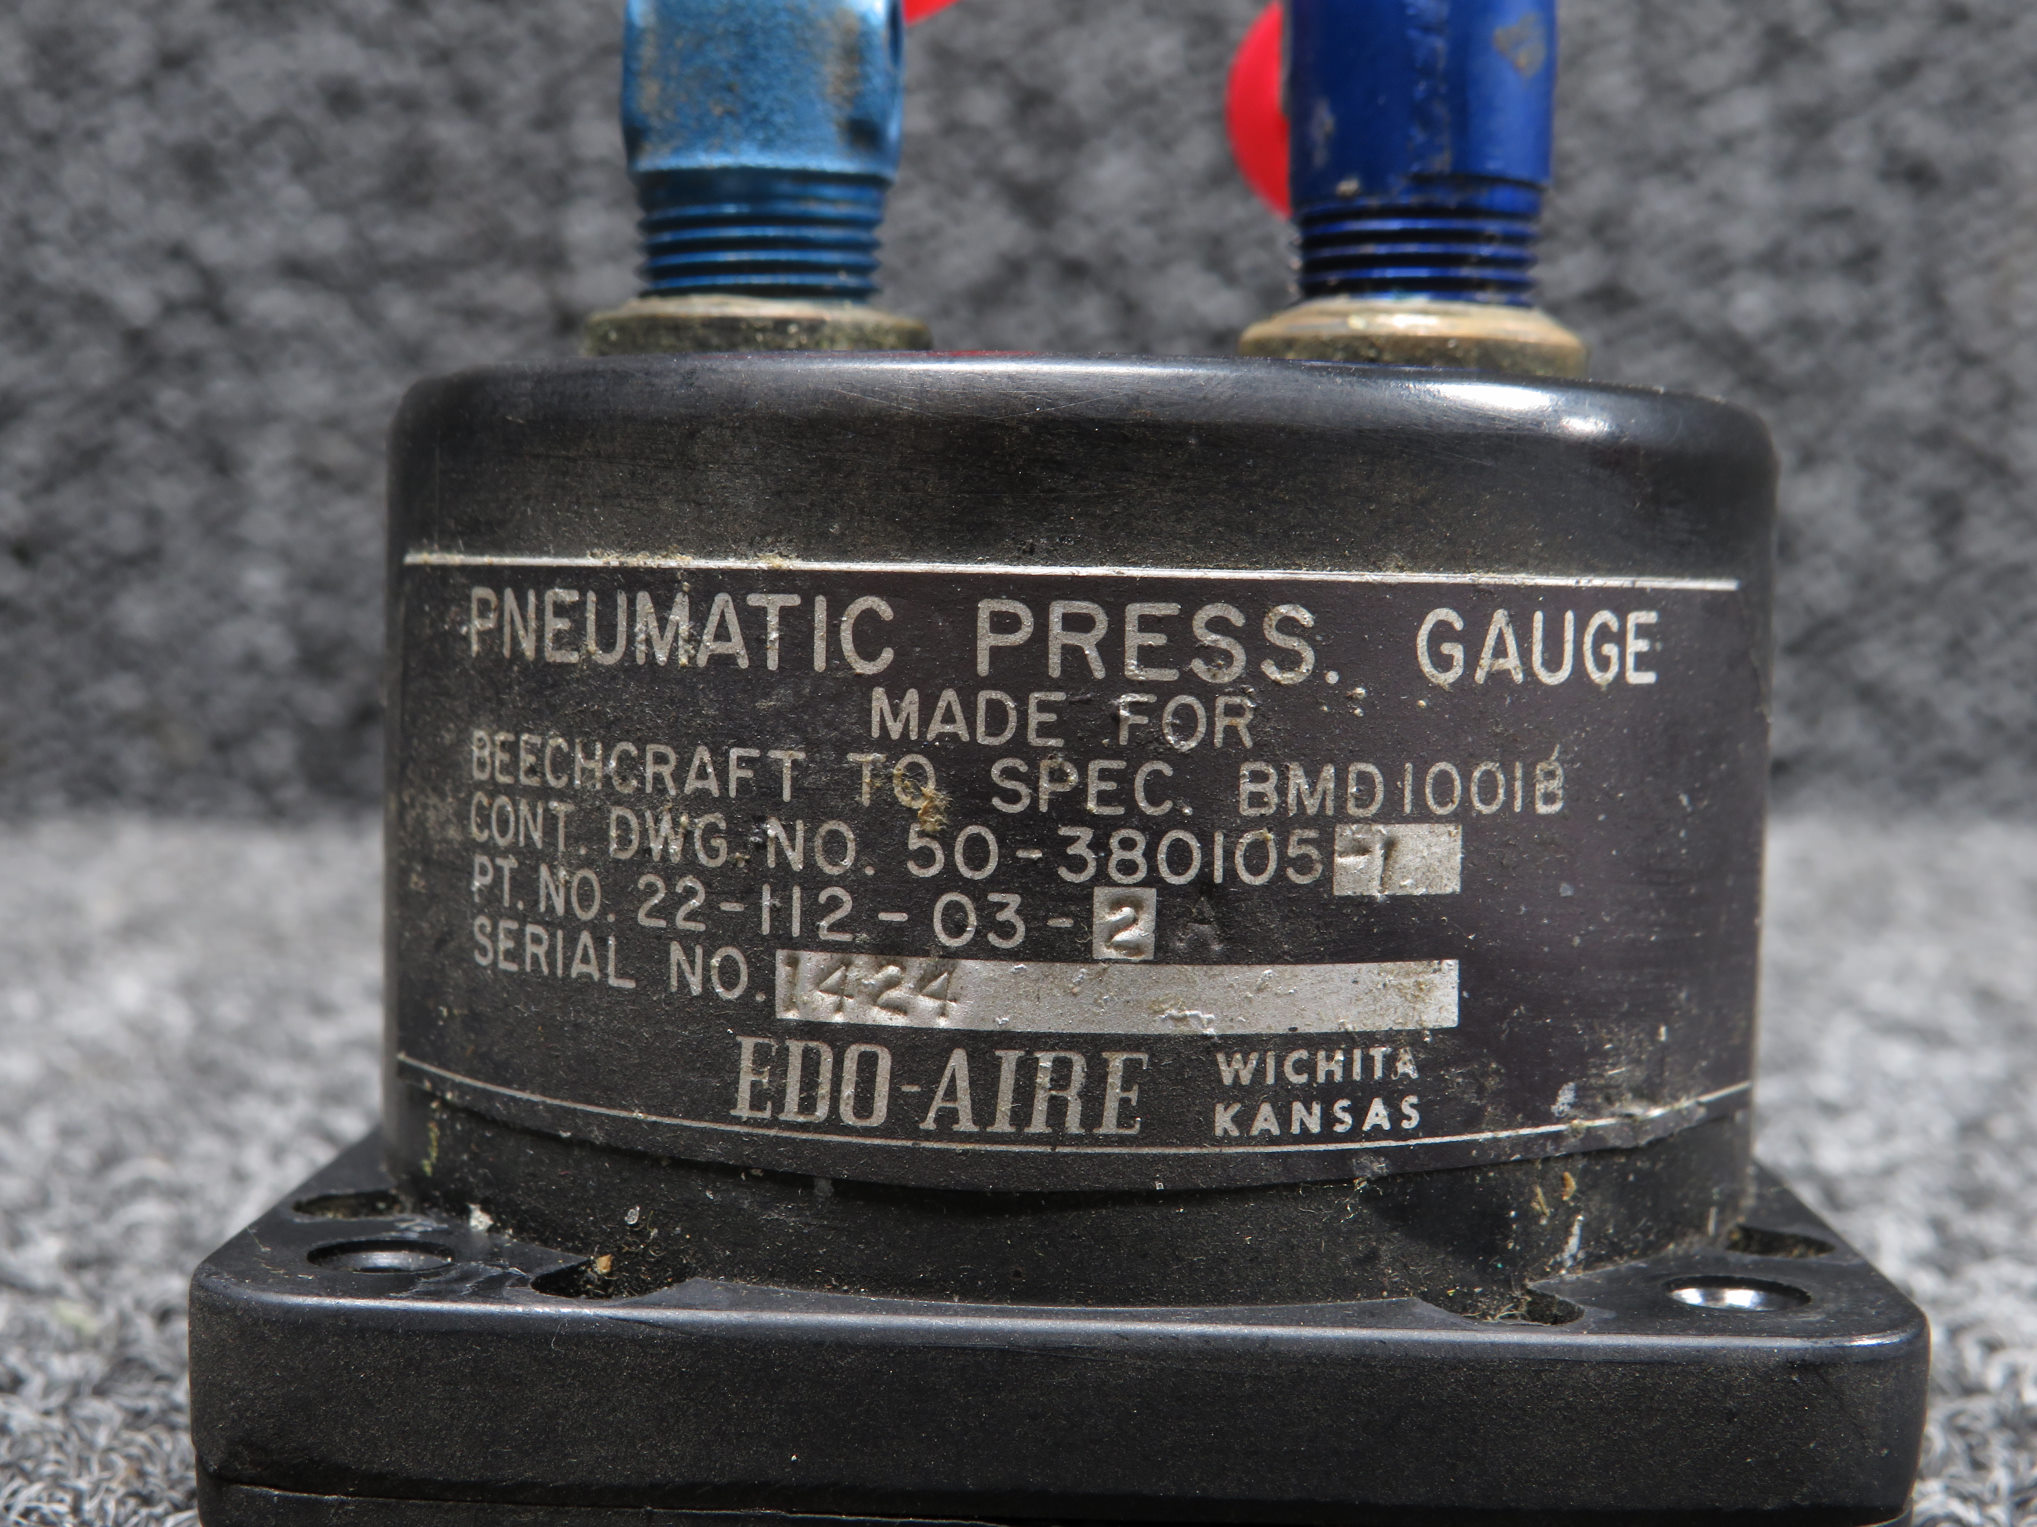 PNEUMATIC PRESS. GAUGE
MADE FOR
BEECHCRAFT TO SPEC. BMD1001B
CONT. DWG. NO. 50-380105-1
PT. NO. 22-112-03-2 A
SERIAL NO. 1424
EDO-AIRE WICHITA KANSAS